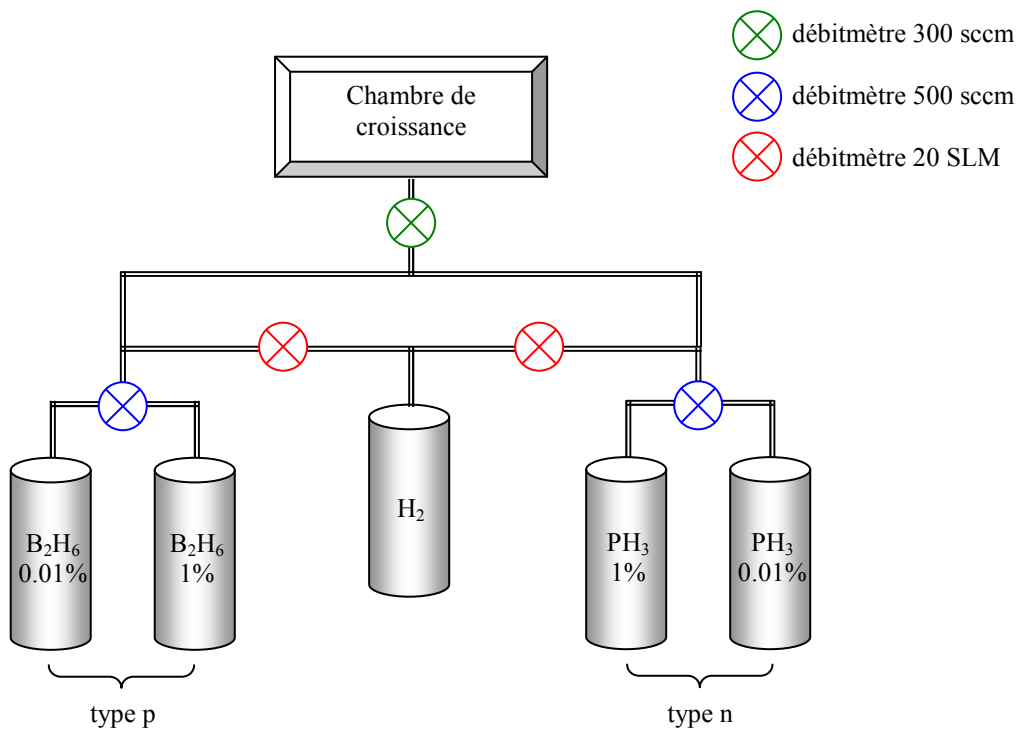 débitmètre 300 sccm
débitmètre 500 sccm
débitmètre 20 SLM
Chambre de
croissance
B₂H₆
0.01%
B₂H₆
1%
H₂
PH₃
1%
PH₃
0.01%
type p
type n